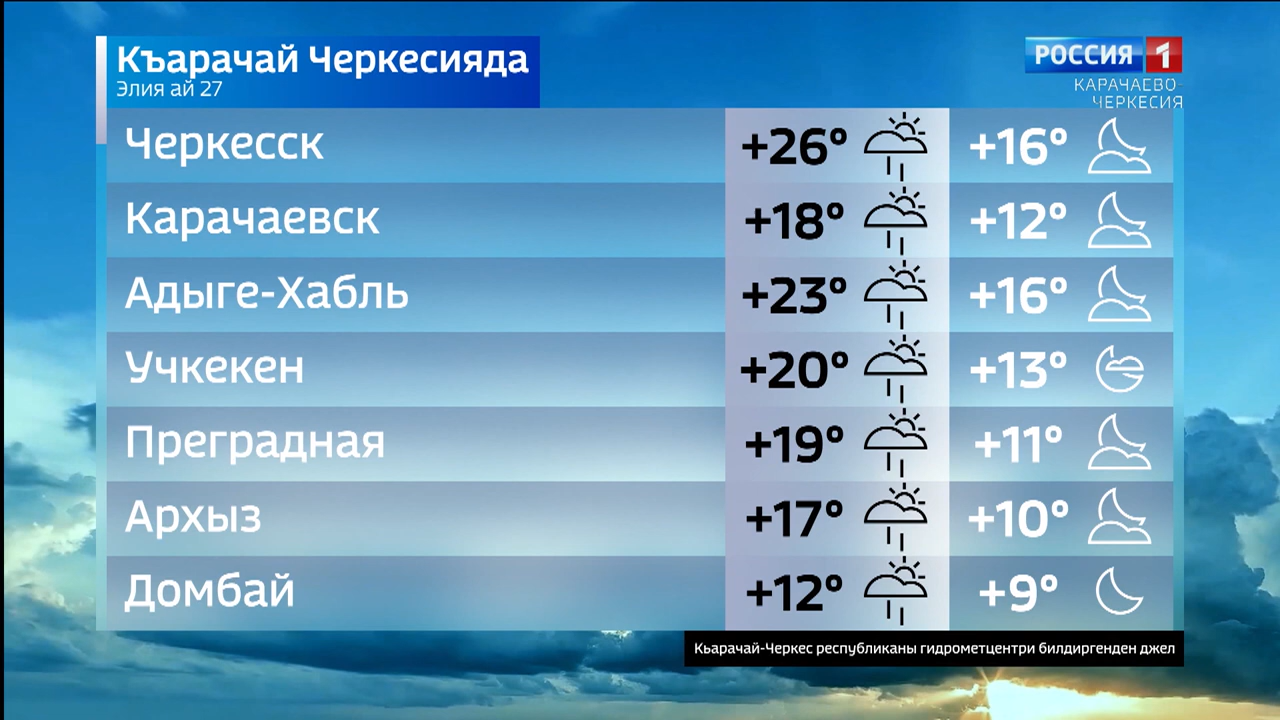 Къарачай Черкесияда
Элия ай 27
РОССИЯ 1
КАРАЧАЕВО-
ЧЕРКЕСИЯ
Черкесск +26° +16°
Карачаевск +18° +12°
Адыге-Хабль +23° +16°
Учкекен +20° +13°
Преградная +19° +11°
Архыз +17° +10°
Домбай +12° +9°
Кьарачай-Черкес республиканы гидрометцентри билдиргенден джел